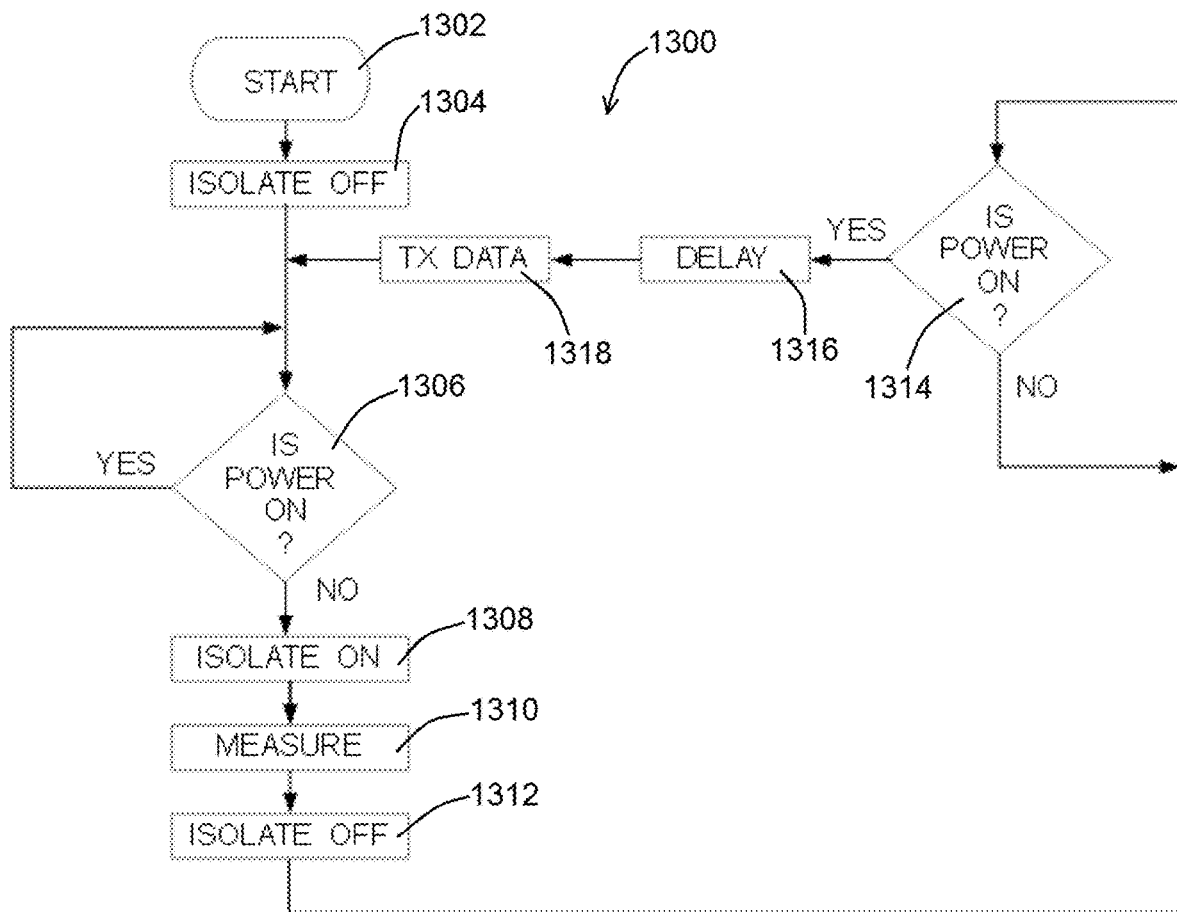 1302
1300
START
1304
ISOLATE OFF
YES
IS
POWER
ON
?
TX DATA
DELAY
1318
1316
1314
NO
1306
IS
POWER
ON
?
YES
NO
1308
ISOLATE ON
1310
MEASURE
1312
ISOLATE OFF